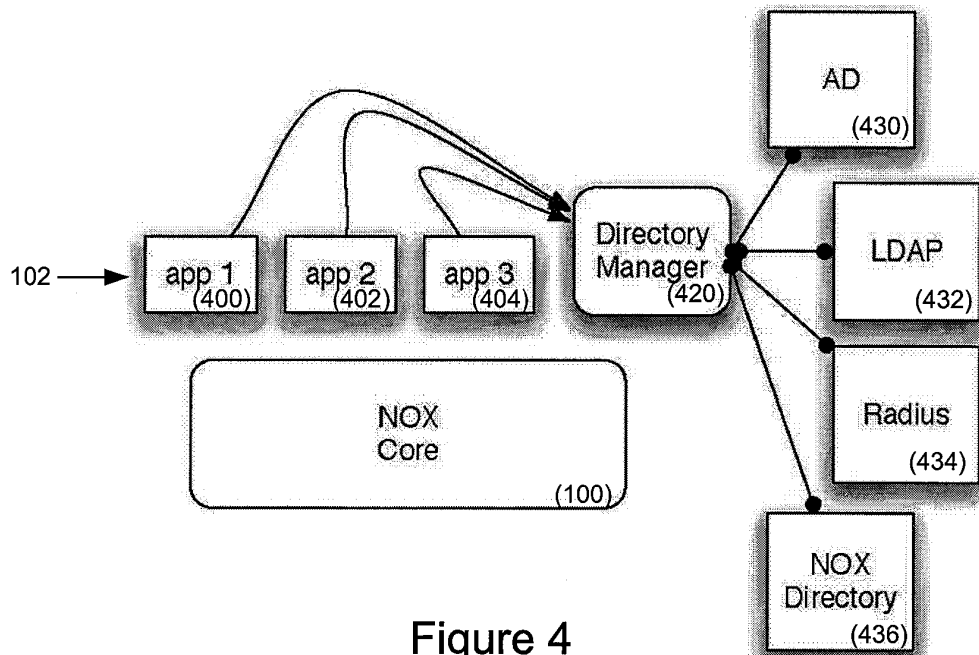 AD
(430)
Directory
Manager
(420)
LDAP
(432)
102
app 1
(400)
app 2
(402)
app 3
(404)
Radius
(434)
NOX
Core
(100)
NOX
Directory
(436)
Figure 4